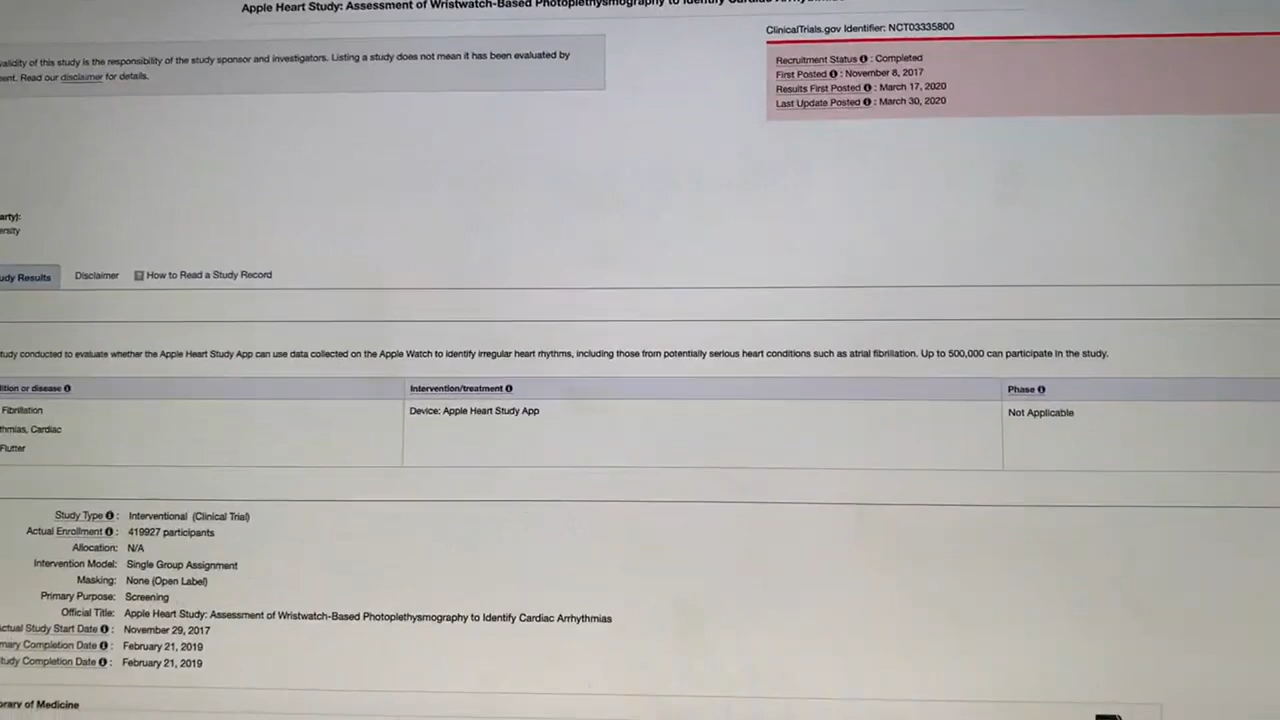 Apple Heart Study: Assessment of Wristwatch-Based Photoplethysmography to Identify
ClinicalTrials.gov Identifier: NCT03335800
validity of this study is the responsibility of the study sponsor and investigators. Listing a study does not mean it has been evaluated by
Read our disclaimer for details.
Recruitment Status : Completed
First Posted : November 8, 2017
Results First Posted : March 17, 2020
Last Update Posted : March 30, 2020
arty):
ersity
udy Results
Disclaimer
How to Read a Study Record
tudy conducted to evaluate whether the Apple Heart Study App can use data collected on the Apple Watch to identify irregular heart rhythms, including those from potentially serious heart conditions such as atrial fibrillation. Up to 500,000 can participate in the study.
dition or disease
Intervention/treatment
Phase
Fibrillation
Device: Apple Heart Study App
Not Applicable
thmias, Cardiac
Flutter
Study Type : Interventional (Clinical Trial)
Actual Enrollment : 419927 participants
Allocation: N/A
Intervention Model: Single Group Assignment
Masking: None (Open Label)
Primary Purpose: Screening
Official Title: Apple Heart Study: Assessment of Wristwatch-Based Photoplethysmography to Identify Cardiac Arrhythmias
ctual Study Start Date : November 29, 2017
mary Completion Date : February 21, 2019
tudy Completion Date : February 21, 2019
brary of Medicine